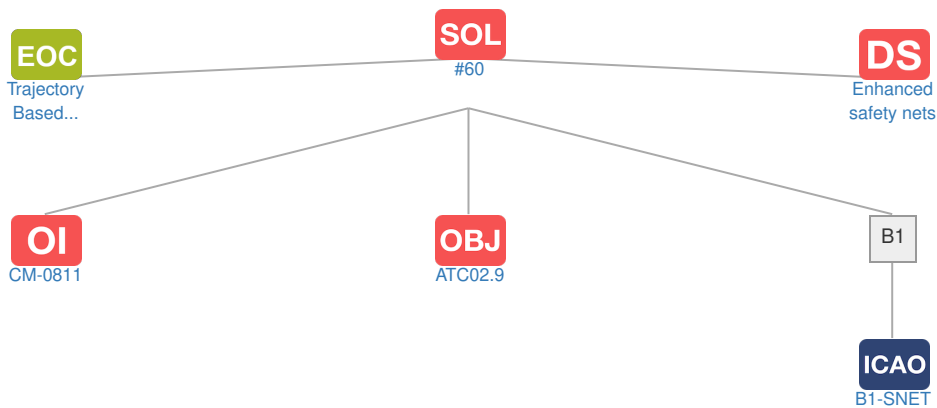 SOL
#60
EOC
Trajectory
Based...
DS
Enhanced
safety nets
OI
CM-0811
OBJ
ATC02.9
B1
ICAO
B1-SNET